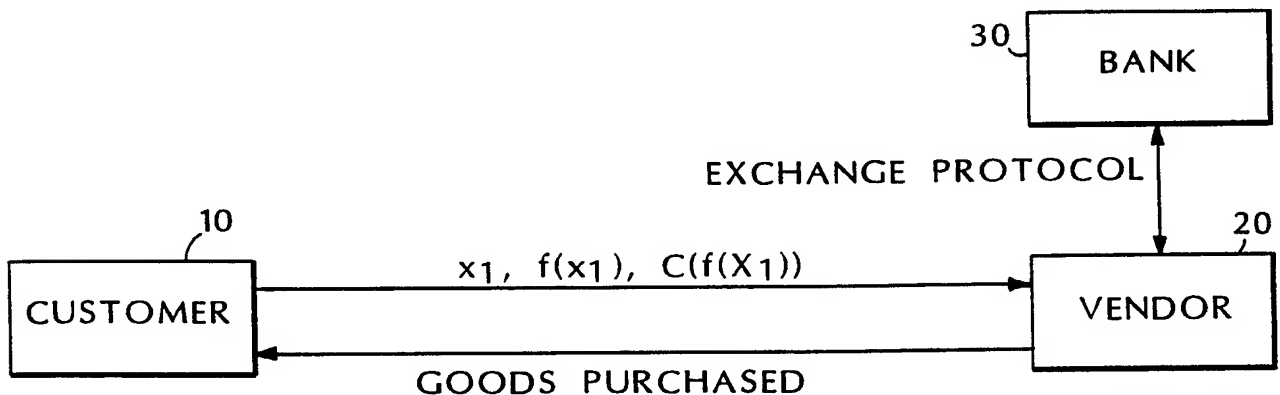 30
BANK
EXCHANGE PROTOCOL
10
20
x1, f(x1), C(f(X1))
CUSTOMER
VENDOR
GOODS PURCHASED